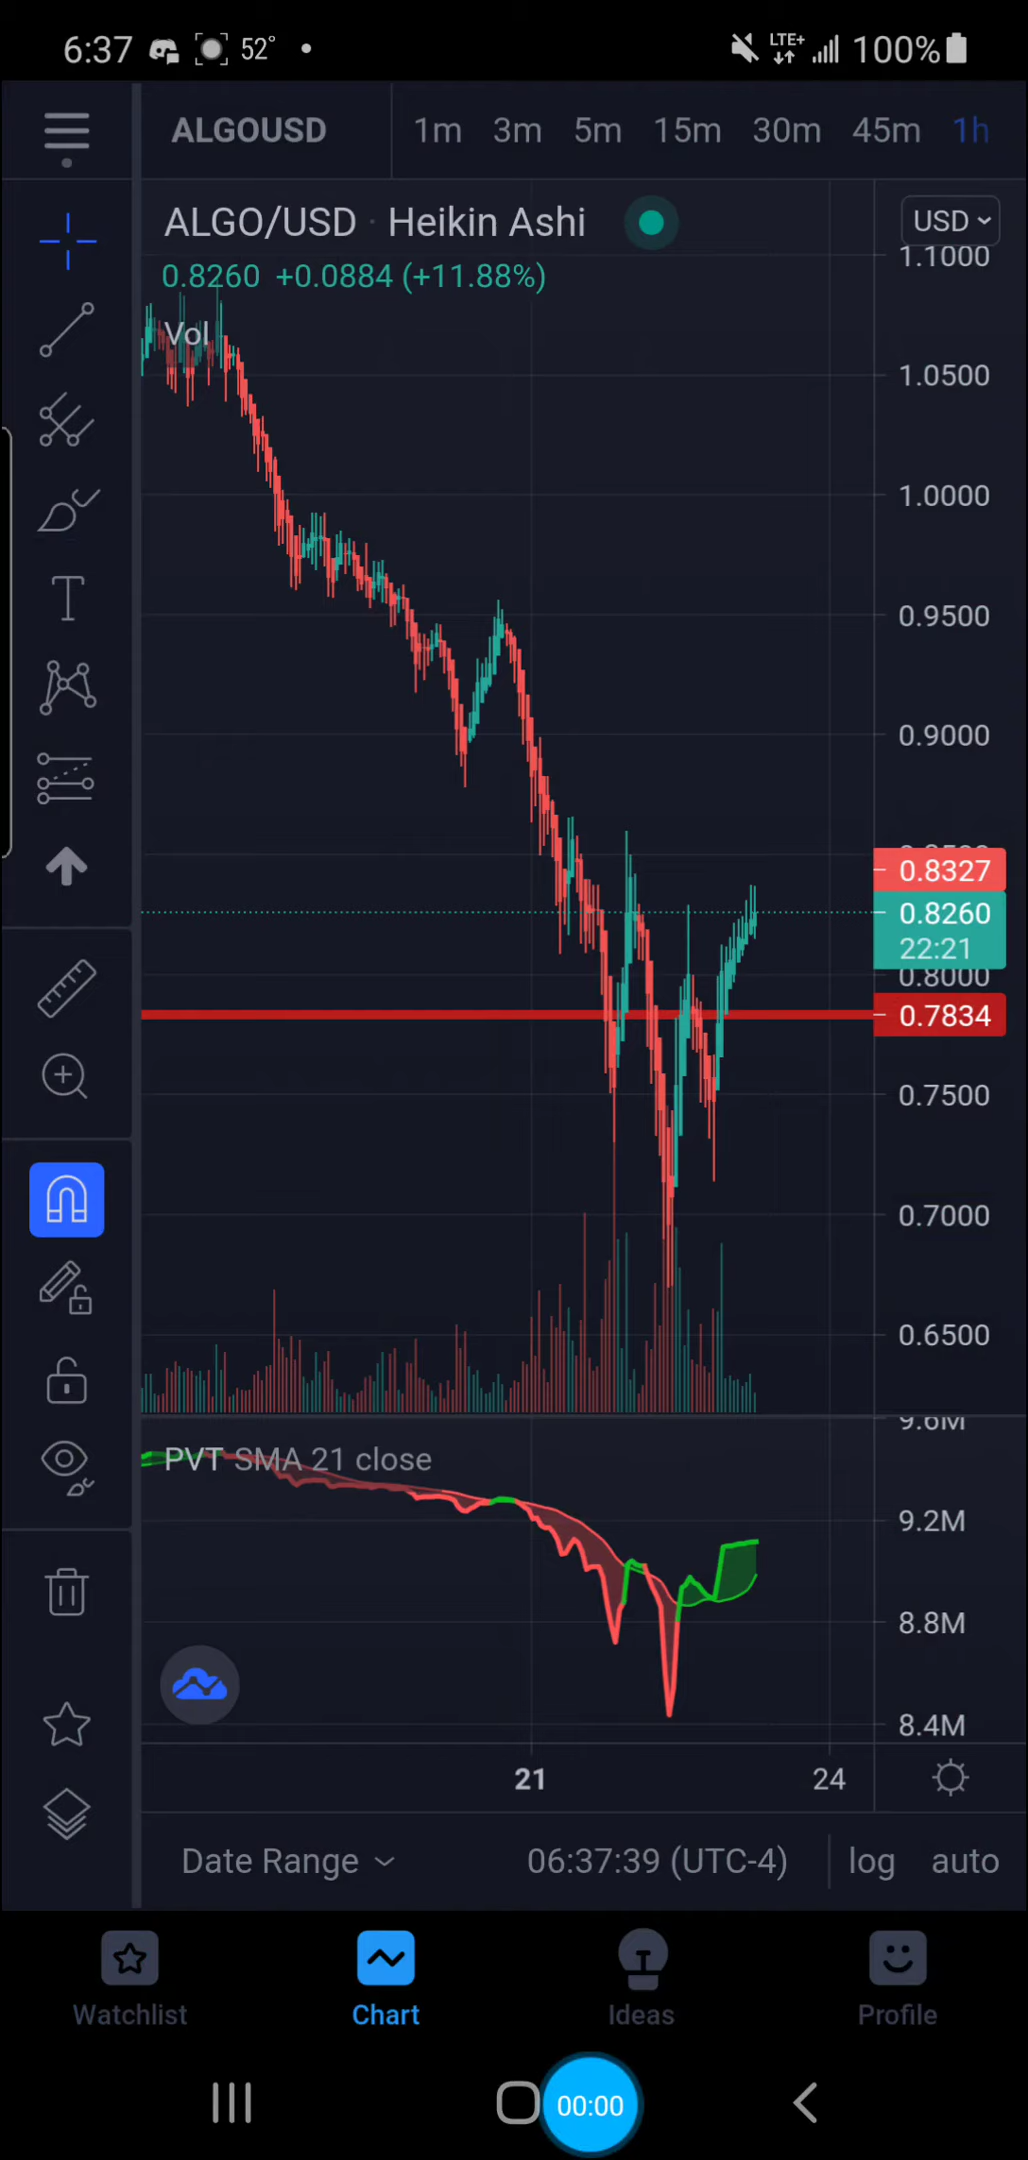 6:37 52° 100%
LTE+
ALGOUSD 1m 3m 5m 15m 30m 45m 1h
ALGO/USD · Heikin Ashi
USD
0.8260 +0.0884 (+11.88%)
Vol
1.1000
1.0500
1.0000
0.9500
0.9000
0.8327
0.8260
22:21
0.8000
0.7834
0.7500
0.7000
0.6500
9.6M
PVT SMA 21 close
9.2M
8.8M
8.4M
21 24
Date Range 06:37:39 (UTC-4) log auto
Watchlist Chart Ideas Profile
00:00